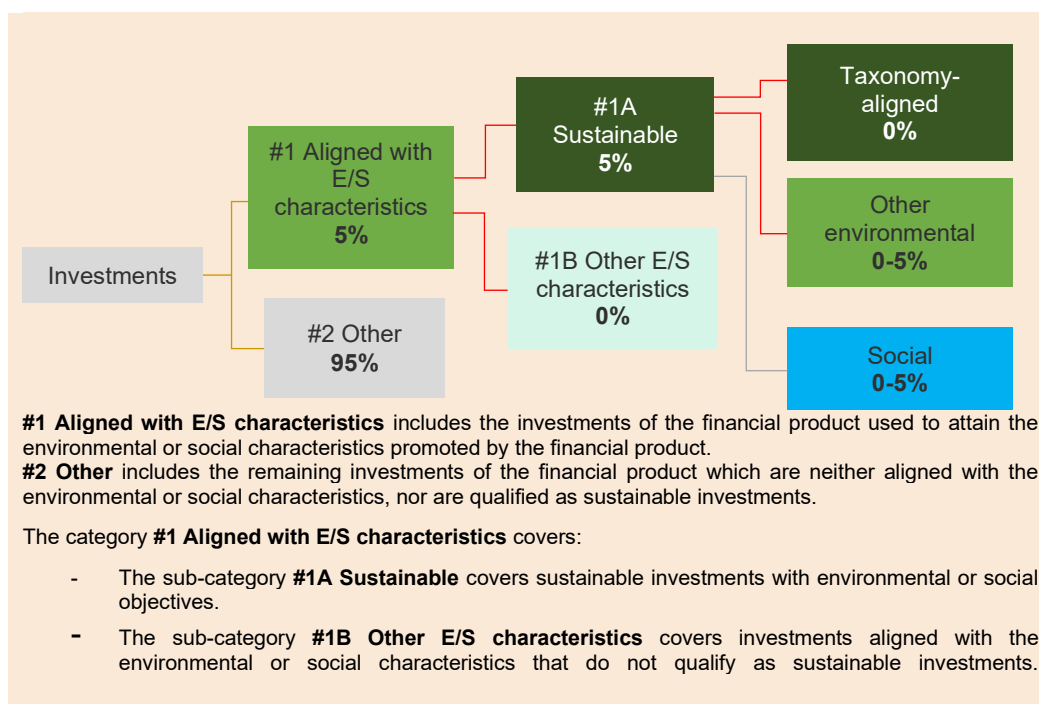 Investments
#1 Aligned with
E/S
characteristics
5%
#2 Other
95%
#1A
Sustainable
5%
#1B Other E/S
characteristics
0%
Taxonomy-
aligned
0%
Other
environmental
0-5%
Social
0-5%
#1 Aligned with E/S characteristics includes the investments of the financial product used to attain the
environmental or social characteristics promoted by the financial product.
#2 Other includes the remaining investments of the financial product which are neither aligned with the
environmental or social characteristics, nor are qualified as sustainable investments.
The category #1 Aligned with E/S characteristics covers:
- The sub-category #1A Sustainable covers sustainable investments with environmental or social
objectives.
- The sub-category #1B Other E/S characteristics covers investments aligned with the
environmental or social characteristics that do not qualify as sustainable investments.